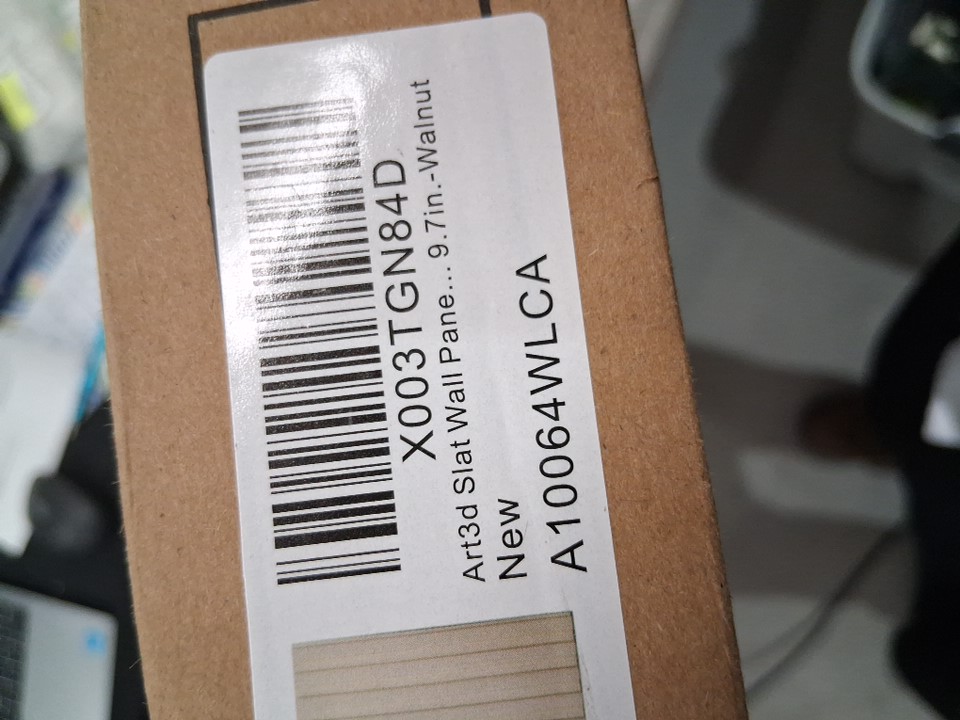 X003TGN84D
Art3d Slat Wall Pane... 9.7in.-Walnut
New
A10064WLCA